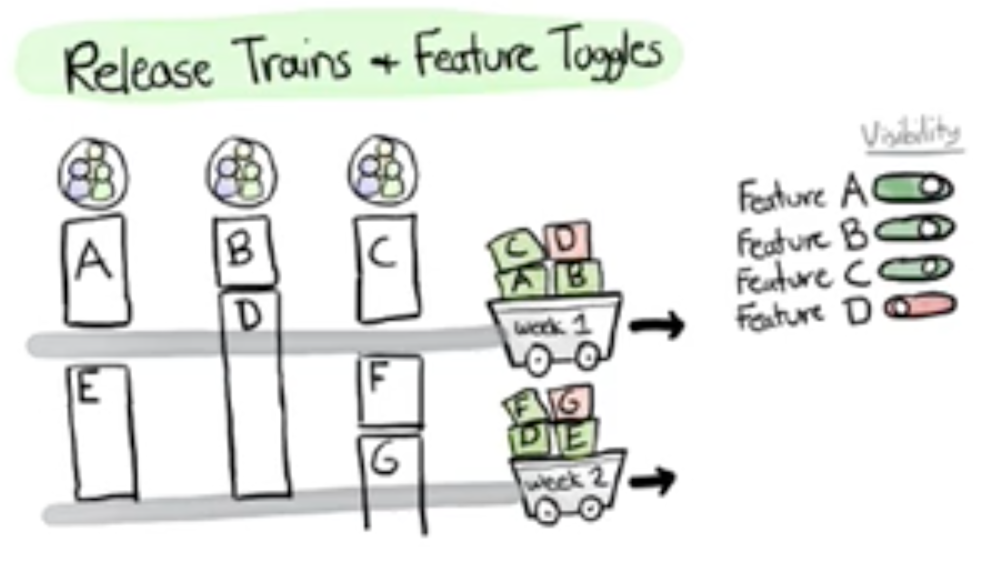 Release Trains + Feature Toggles
Visibility
Feature A
Feature B
Feature C
Feature D
A
B
C
D
E
F
G
C D
A B
week 1
F G
D E
week 2